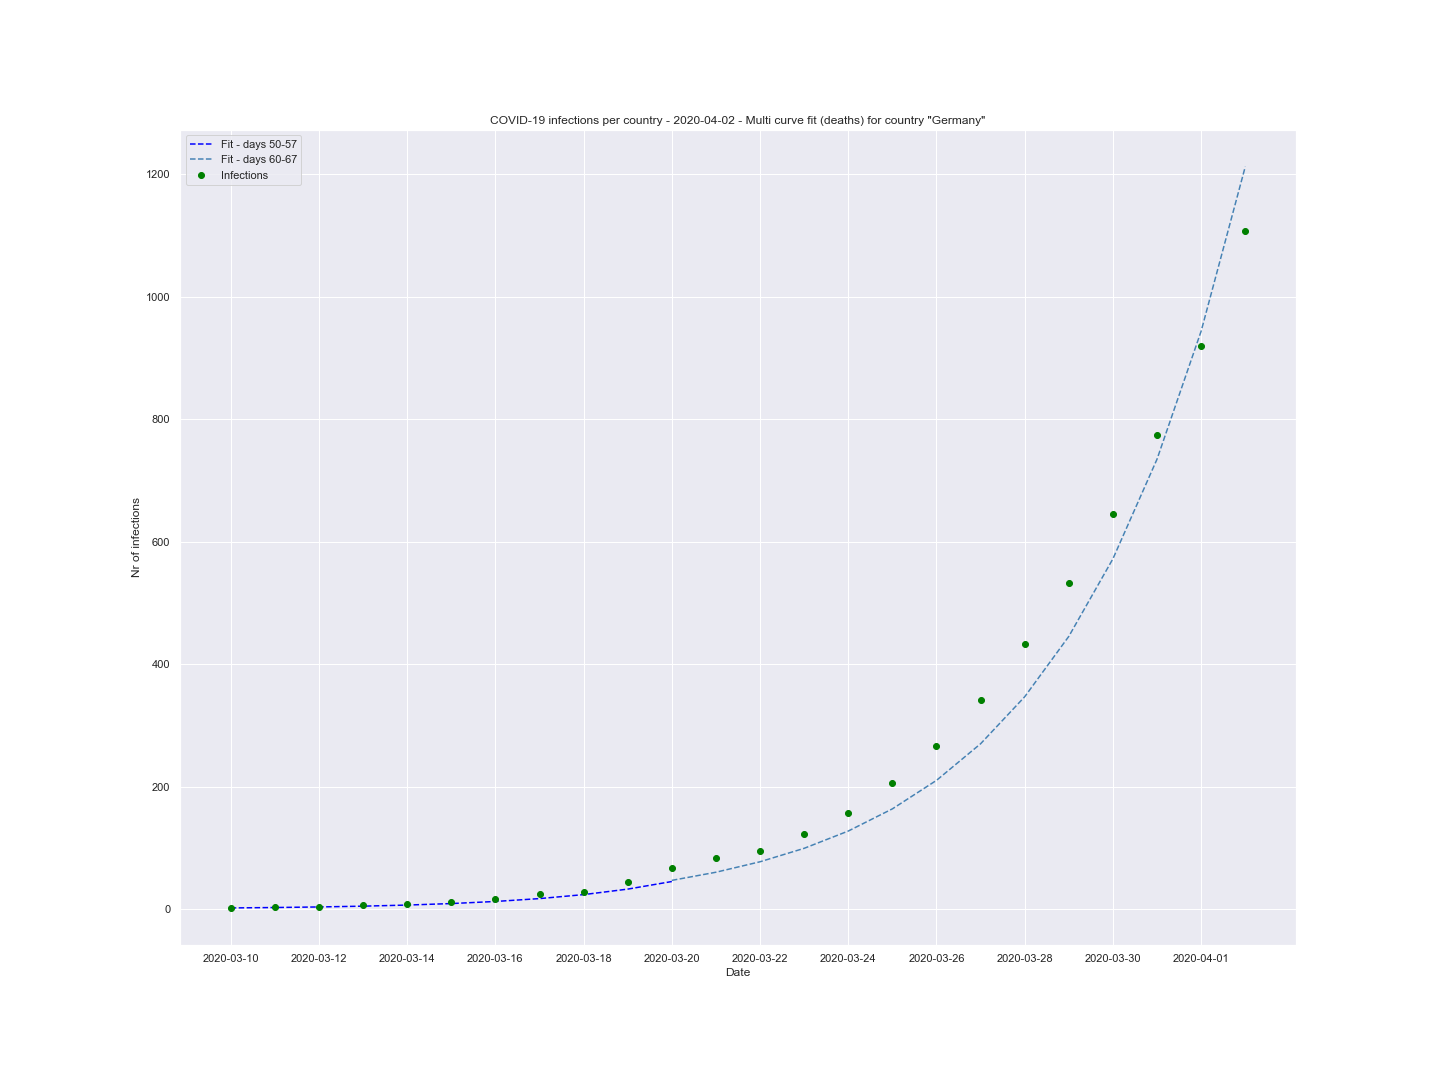 COVID-19 infections per country - 2020-04-02 - Multi curve fit (deaths) for country "Germany"
Fit - days 50-57
Fit - days 60-67
Infections
1200
1000
800
600
400
200
0
Nr of infections
2020-03-10 2020-03-12 2020-03-14 2020-03-16 2020-03-18 2020-03-20 2020-03-22 2020-03-24 2020-03-26 2020-03-28 2020-03-30 2020-04-01
Date